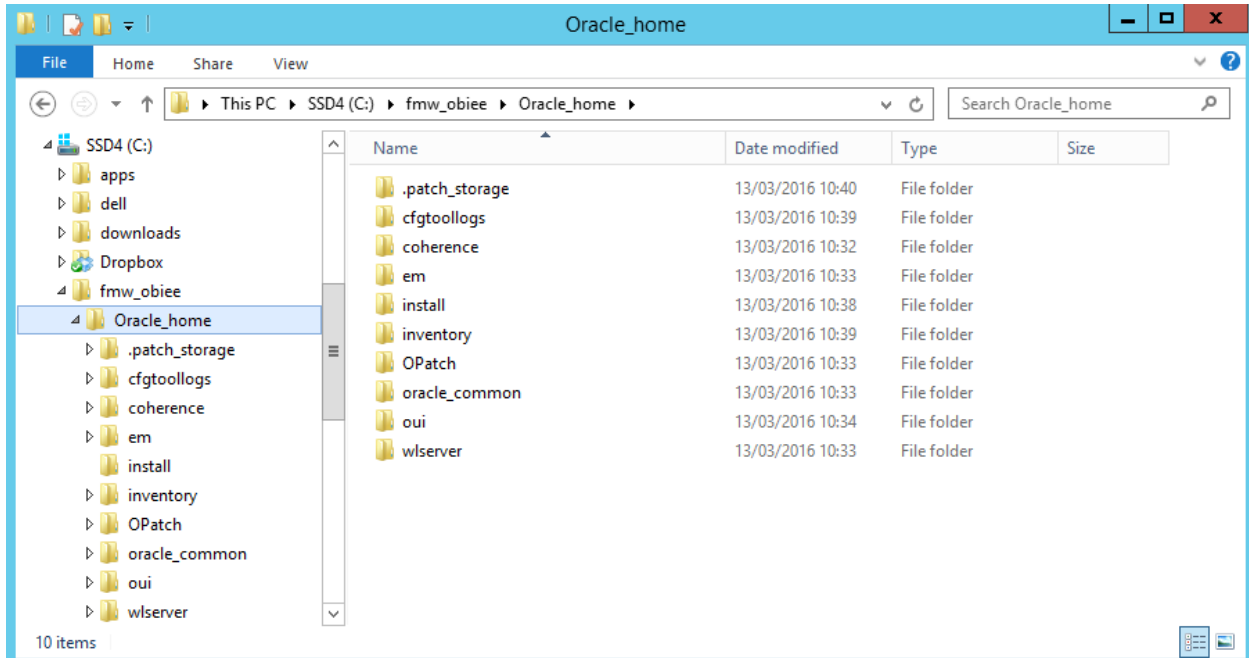 Oracle_home
File Home Share View
This PC SSD4 (C:) fmw_obiee Oracle_home Search Oracle_home
SSD4 (C:)
apps
dell
downloads
Dropbox
fmw_obiee
Oracle_home
.patch_storage
cfgtoollogs
coherence
em
install
inventory
OPatch
oracle_common
oui
wlserver
Name Date modified Type Size
.patch_storage 13/03/2016 10:40 File folder
cfgtoollogs 13/03/2016 10:39 File folder
coherence 13/03/2016 10:32 File folder
em 13/03/2016 10:33 File folder
install 13/03/2016 10:38 File folder
inventory 13/03/2016 10:39 File folder
OPatch 13/03/2016 10:33 File folder
oracle_common 13/03/2016 10:33 File folder
oui 13/03/2016 10:34 File folder
wlserver 13/03/2016 10:33 File folder
10 items